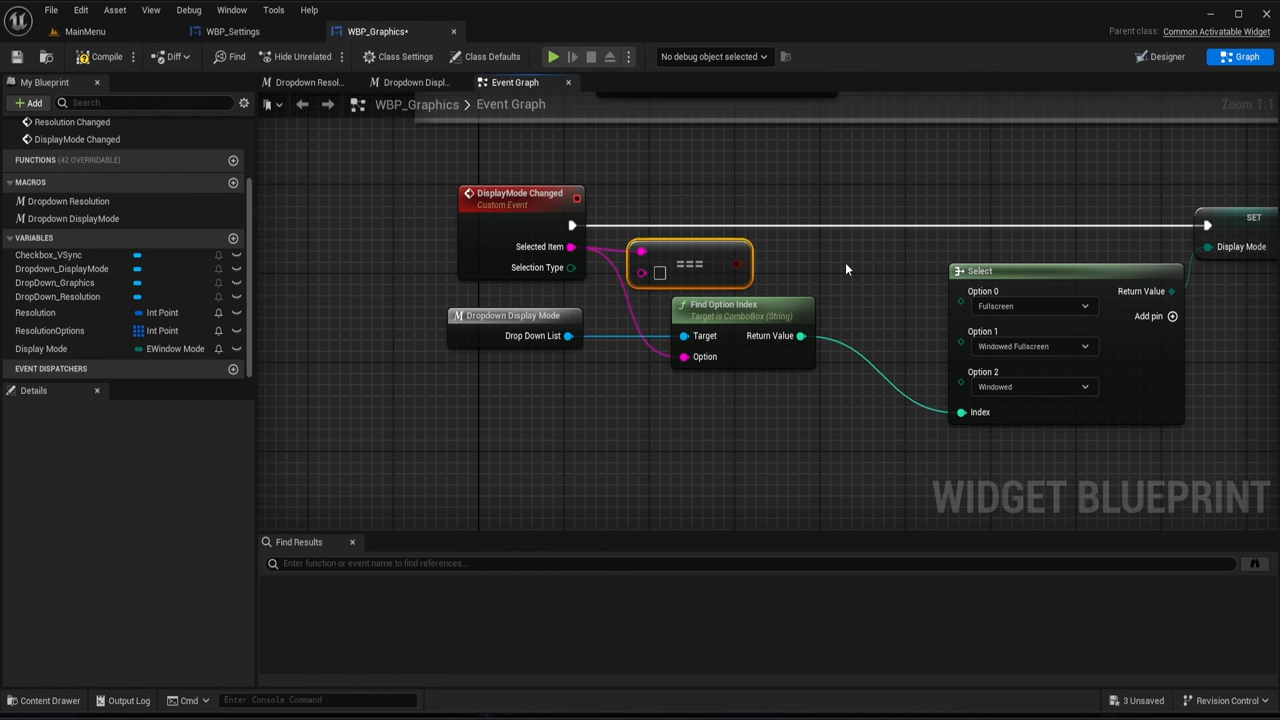 File Edit Asset View Debug Window Tools Help
MainMenu WBP_Settings WBP_Graphics•
Parent class: Common Activatable Widget
Compile Diff Find Hide Unrelated Class Settings Class Defaults No debug object selected Designer Graph
My Blueprint Dropdown Resol... Dropdown Displ... Event Graph
Add Search WBP_Graphics > Event Graph Zoom 1:1
Resolution Changed
DisplayMode Changed
FUNCTIONS (42 OVERRIDABLE)
MACROS
Dropdown Resolution
Dropdown DisplayMode
VARIABLES
Checkbox_VSync
Dropdown_DisplayMode
DropDown_Graphics
DropDown_Resolution
Resolution Int Point
ResolutionOptions Int Point
Display Mode EWindow Mode
EVENT DISPATCHERS
Details
DisplayMode Changed
Custom Event
Selected Item
Selection Type
===
Dropdown Display Mode
Drop Down List
Find Option Index
Target is ComboBox (String)
Target Return Value
Option
Select
Option 0 Return Value
Fullscreen
Add pin
Option 1
Windowed Fullscreen
Option 2
Windowed
Index
SET
Display Mode
WIDGET BLUEPRINT
Find Results
Enter function or event name to find references...
Content Drawer Output Log Cmd Enter Console Command 3 Unsaved Revision Control